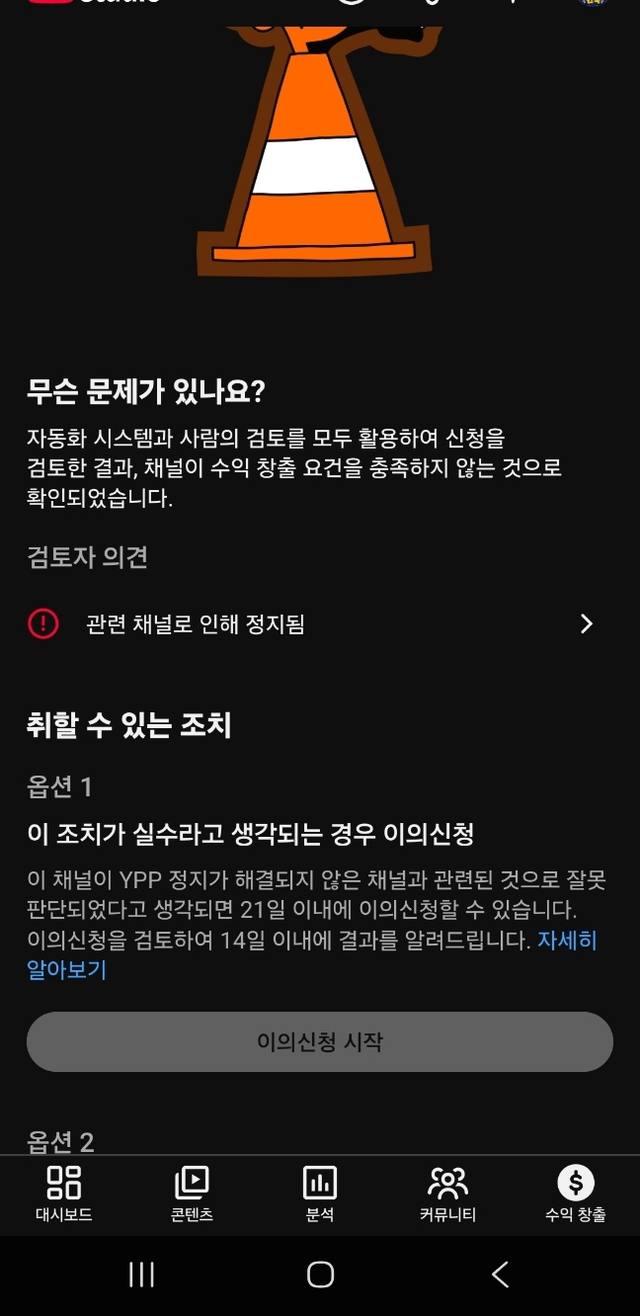 Studio
무슨 문제가 있나요?
자동화 시스템과 사람의 검토를 모두 활용하여 신청을
검토한 결과, 채널이 수익 창출 요건을 충족하지 않는 것으로
확인되었습니다.
검토자 의견
관련 채널로 인해 정지됨
취할 수 있는 조치
옵션 1
이 조치가 실수라고 생각되는 경우 이의신청
이 채널이 YPP 정지가 해결되지 않은 채널과 관련된 것으로 잘못
판단되었다고 생각되면 21일 이내에 이의신청할 수 있습니다.
이의신청을 검토하여 14일 이내에 결과를 알려드립니다. 자세히
알아보기
이의신청 시작
옵션 2
대시보드 콘텐츠 분석 커뮤니티 수익 창출